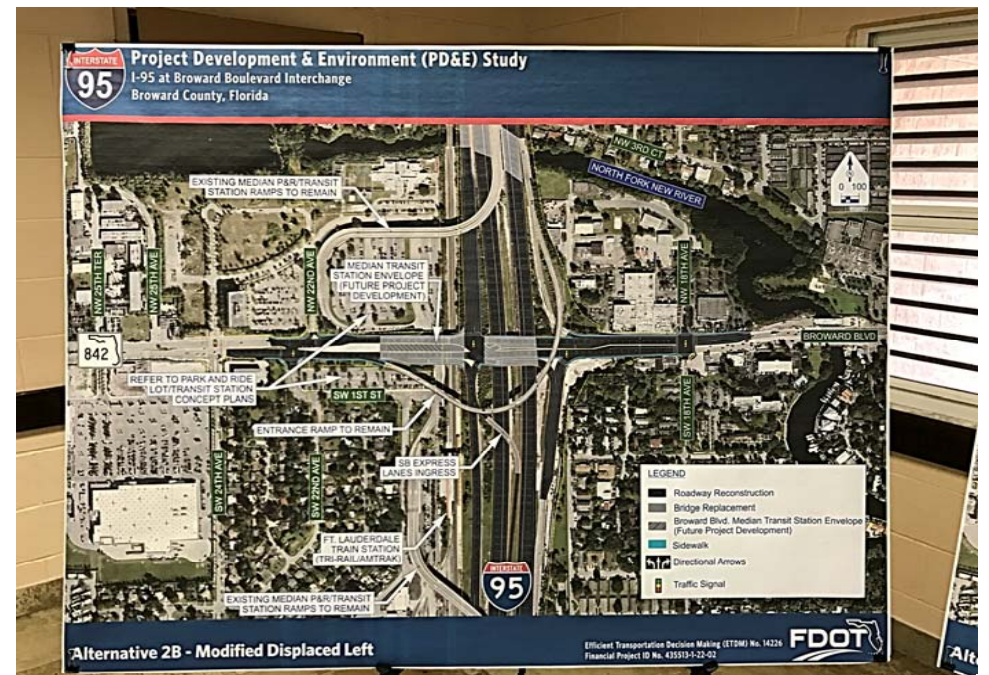 INTERSTATE
95
Project Development & Environment (PD&E) Study
I-95 at Broward Boulevard Interchange
Broward County, Florida
NW 3RD CT
NORTH FORK NEW RIVER
0 100
EXISTING MEDIAN P&R/TRANSIT
STATION RAMPS TO REMAIN
NW 25TH TER
NW 25TH AVE
NW 22ND AVE
MEDIAN TRANSIT
STATION ENVELOPE
(FUTURE PROJECT
DEVELOPMENT)
NW 18TH AVE
842
BROWARD BLVD
REFER TO PARK AND RIDE
LOT/TRANSIT STATION
CONCEPT PLANS
SW 1ST ST
ENTRANCE RAMP TO REMAIN
SW 18TH AVE
SW 24TH AVE
SW 22ND AVE
SB EXPRESS
LANES INGRESS
FT. LAUDERDALE
TRAIN STATION
(TRI-RAIL/AMTRAK)
EXISTING MEDIAN P&R/TRANSIT
STATION RAMPS TO REMAIN
INTERSTATE
95
LEGEND
Roadway Reconstruction
Bridge Replacement
Broward Blvd. Median Transit Station Envelope
(Future Project Development)
Sidewalk
Directional Arrows
Traffic Signal
Alternative 2B - Modified Displaced Left
Efficient Transportation Decision Making (ETDM) No. 14226
Financial Project ID No. 435513-1-22-02
FDOT
Alte